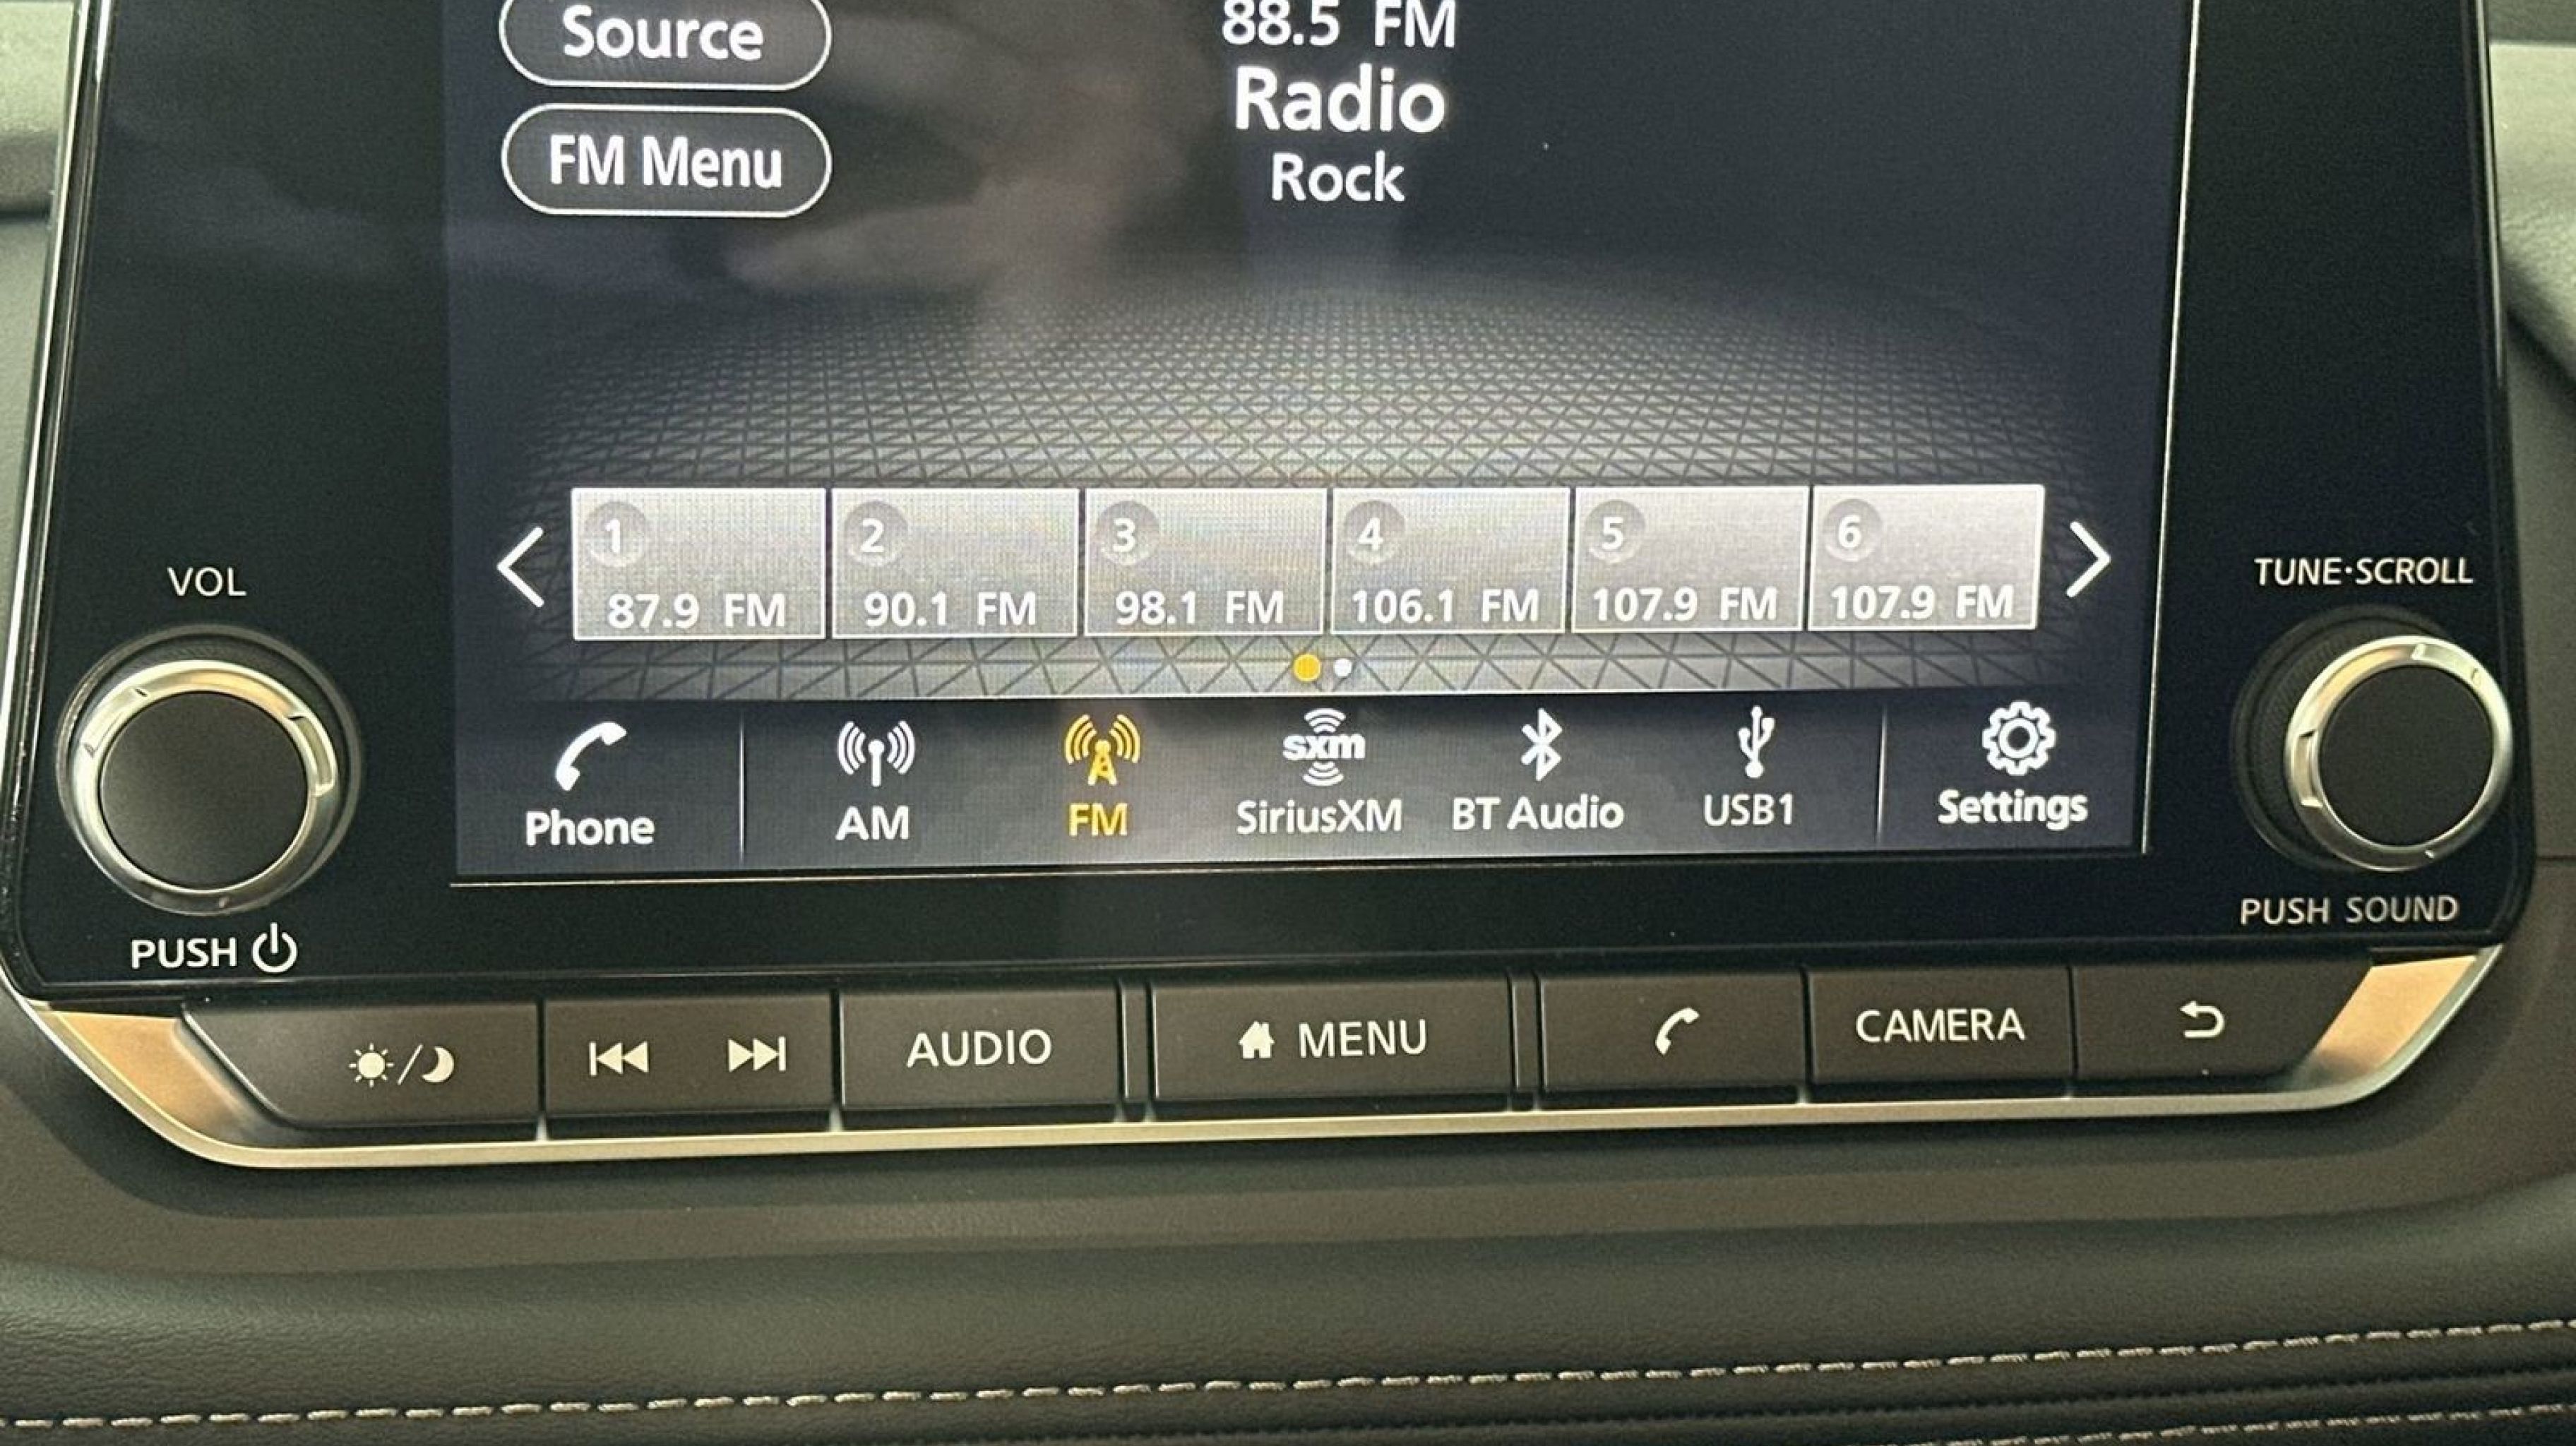 Source
88.5 FM
FM Menu
Radio
Rock
1
2
3
4
5
6
87.9 FM
90.1 FM
98.1 FM
106.1 FM
107.9 FM
107.9 FM
VOL
TUNE·SCROLL
sxm
Phone
AM
FM
SiriusXM
BT Audio
USB1
Settings
PUSH
PUSH SOUND
AUDIO
MENU
CAMERA